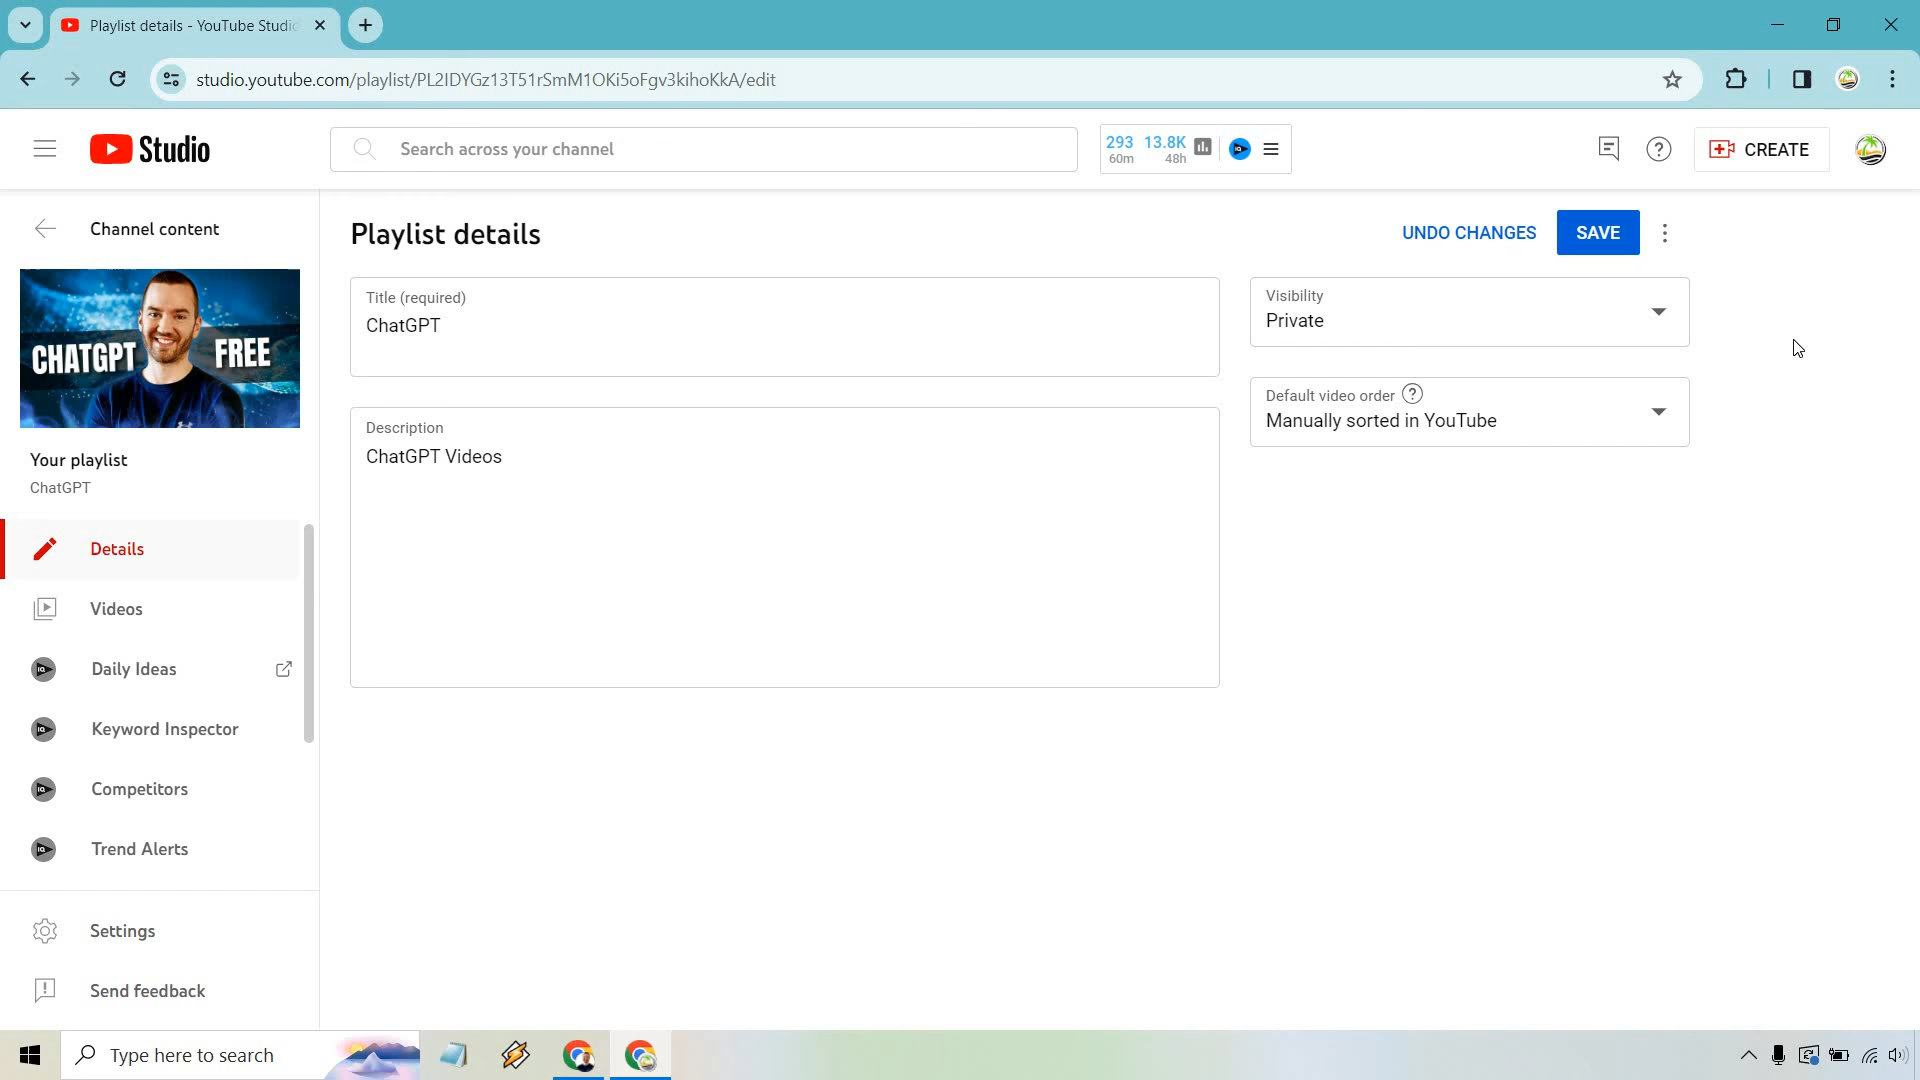 Playlist details - YouTube Studio
studio.youtube.com/playlist/PL2IDYGz13T51rSmM1OKi5oFgv3kihoKkA/edit
Studio
Search across your channel
293 13.8K
60m 48h
CREATE
Channel content
CHATGPT FREE
Your playlist
ChatGPT
Details
Videos
Daily Ideas
Keyword Inspector
Competitors
Trend Alerts
Settings
Send feedback
Playlist details
UNDO CHANGES
SAVE
Title (required)
ChatGPT
Description
ChatGPT Videos
Visibility
Private
Default video order
Manually sorted in YouTube
Type here to search